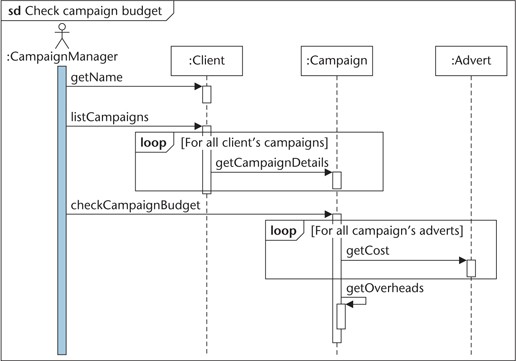 sd Check campaign budget
:CampaignManager
:Client
:Campaign
:Advert
getName
listCampaigns
loop [For all client's campaigns]
getCampaignDetails
checkCampaignBudget
loop [For all campaign's adverts]
getCost
getOverheads